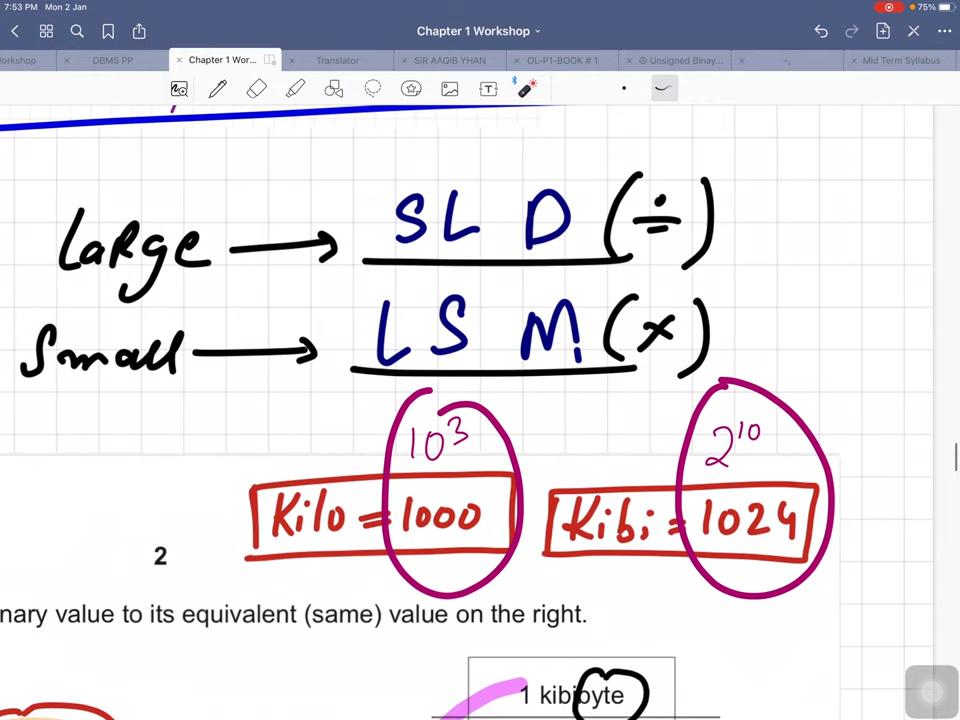 7:53 PM Mon 2 Jan
75%
Chapter 1 Workshop
orkshop
DBMS PP
Chapter 1 Wor...
Translator
SiR AAQIB YHAN
OL-P1-BOOK # 1
Unsigned Binay...
Mid Term Syllabus
Large → SL D (÷)
Small → LS M (×)
10³
2¹⁰
Kilo = 1000
Kibi = 1024
2
nary value to its equivalent (same) value on the right.
1 kibibyte